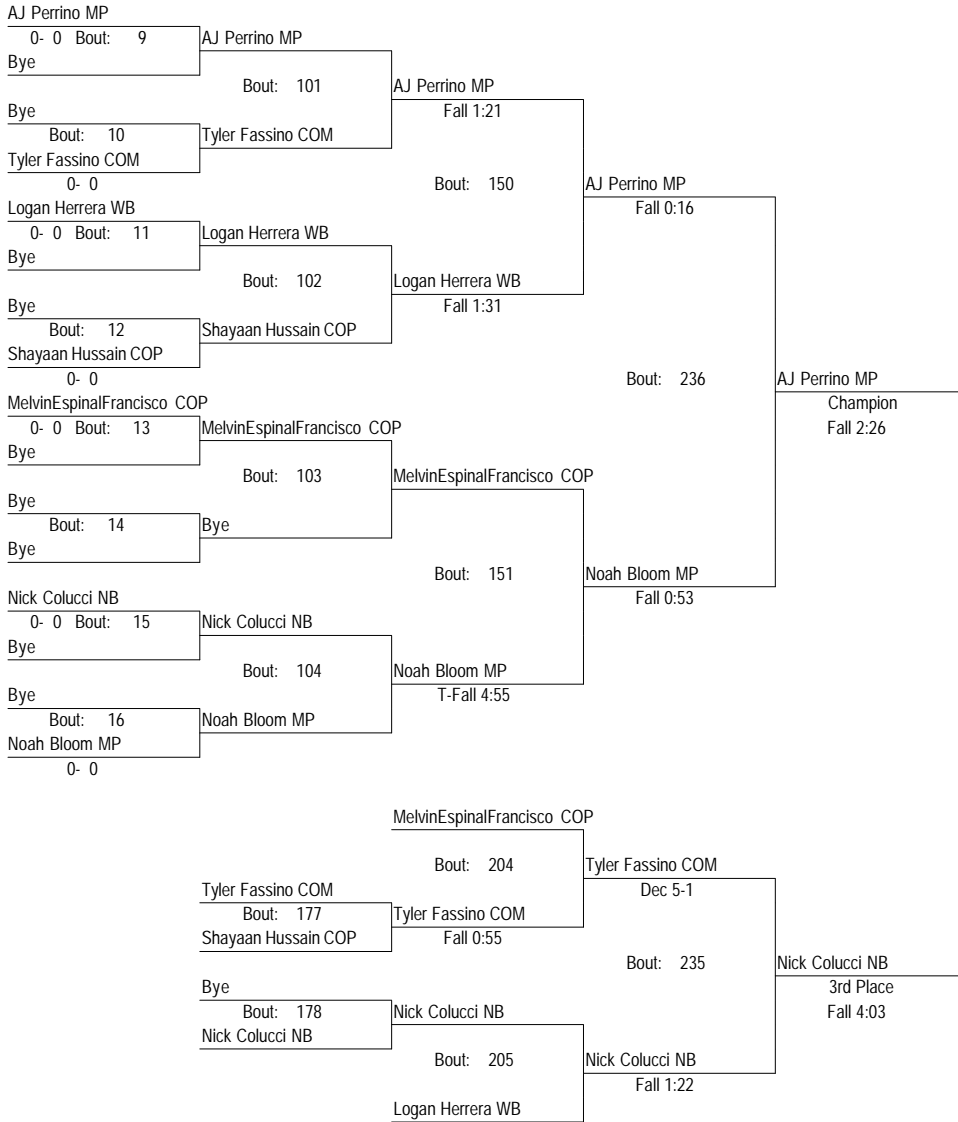 AJ Perrino MP
0- 0 Bout: 9 AJ Perrino MP
Bye
Bout: 101 AJ Perrino MP
Bye Fall 1:21
Bout: 10 Tyler Fassino COM
Tyler Fassino COM
0- 0 Bout: 150 AJ Perrino MP
Logan Herrera WB Fall 0:16
0- 0 Bout: 11 Logan Herrera WB
Bye
Bout: 102 Logan Herrera WB
Bye Fall 1:31
Bout: 12 Shayaan Hussain COP
Shayaan Hussain COP
0- 0 Bout: 236 AJ Perrino MP
MelvinEspinalFrancisco COP Champion
0- 0 Bout: 13 MelvinEspinalFrancisco COP Fall 2:26
Bye
Bout: 103 MelvinEspinalFrancisco COP
Bye
Bout: 14 Bye
Bye
Bout: 151 Noah Bloom MP
Nick Colucci NB Fall 0:53
0- 0 Bout: 15 Nick Colucci NB
Bye
Bout: 104 Noah Bloom MP
Bye T-Fall 4:55
Bout: 16 Noah Bloom MP
Noah Bloom MP
0- 0
MelvinEspinalFrancisco COP
Bout: 204 Tyler Fassino COM
Tyler Fassino COM Dec 5-1
Bout: 177 Tyler Fassino COM
Shayaan Hussain COP Fall 0:55
Bout: 235 Nick Colucci NB
Bye 3rd Place
Bout: 178 Nick Colucci NB Fall 4:03
Nick Colucci NB
Bout: 205 Nick Colucci NB
Fall 1:22
Logan Herrera WB